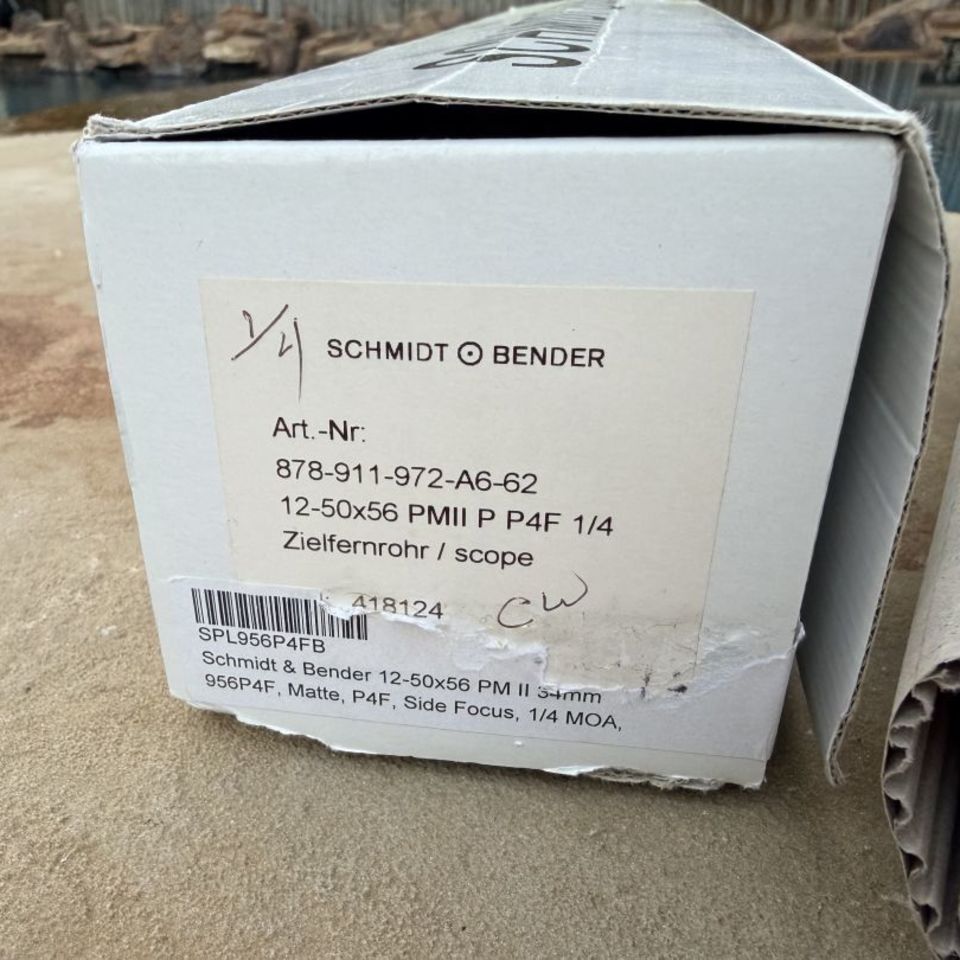 1/4
SCHMIDT BENDER
Art.-Nr:
878-911-972-A6-62
12-50x56 PMII P P4F 1/4
Zielfernrohr / scope
418124
CW
SPL956P4FB
Schmidt & Bender 12-50x56 PM II 34mm
956P4F, Matte, P4F, Side Focus, 1/4 MOA,